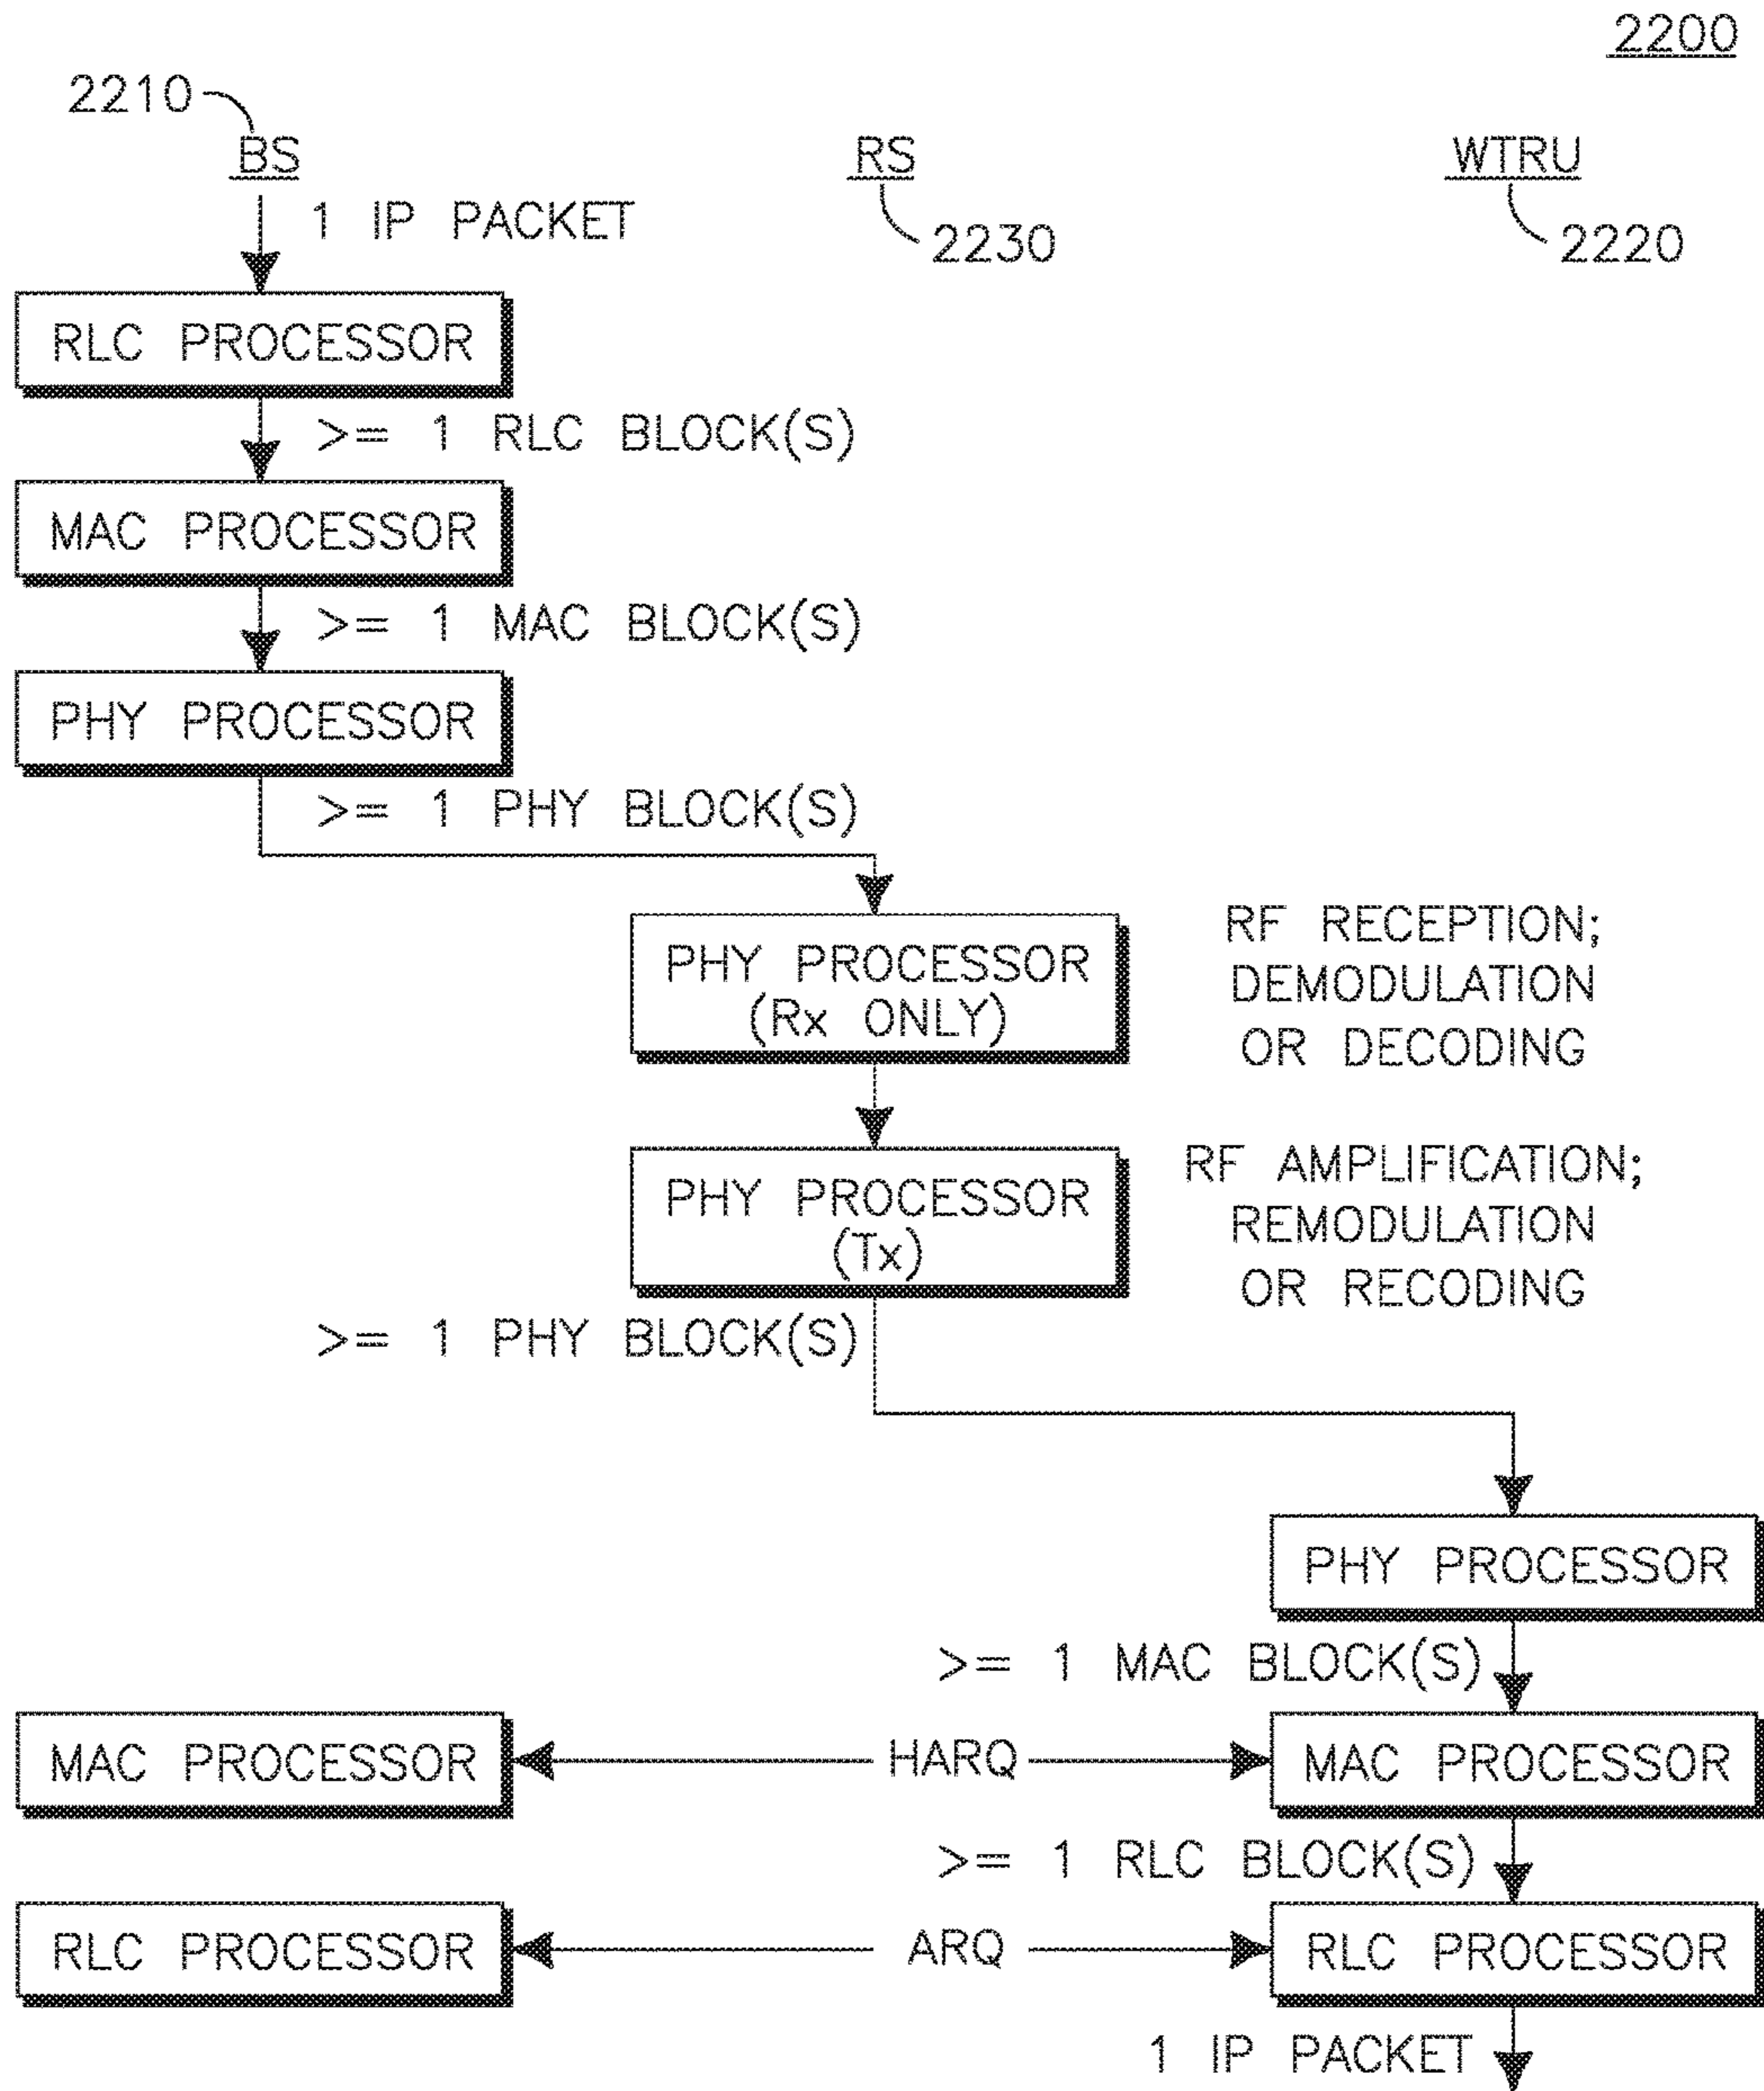 2200
2210
BS
RS
WTRU
1 IP PACKET
2230
2220
RLC PROCESSOR
>= 1 RLC BLOCK(S)
MAC PROCESSOR
>= 1 MAC BLOCK(S)
PHY PROCESSOR
>= 1 PHY BLOCK(S)
PHY PROCESSOR
(Rx ONLY)
RF RECEPTION;
DEMODULATION
OR DECODING
PHY PROCESSOR
(Tx)
RF AMPLIFICATION;
REMODULATION
OR RECODING
>= 1 PHY BLOCK(S)
PHY PROCESSOR
>= 1 MAC BLOCK(S)
MAC PROCESSOR
HARQ
MAC PROCESSOR
>= 1 RLC BLOCK(S)
RLC PROCESSOR
ARQ
RLC PROCESSOR
1 IP PACKET